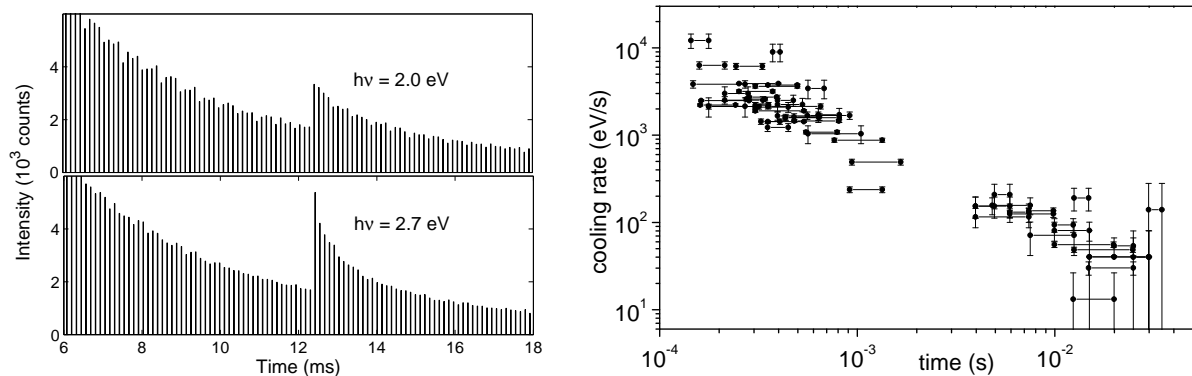 Intensity (10³ counts)
4
2
0
hν = 2.0 eV
4
2
0
hν = 2.7 eV
6 8 10 12 14 16 18
Time (ms)
cooling rate (eV/s)
10⁴
10³
10²
10¹
10⁻⁴ 10⁻³ 10⁻²
time (s)